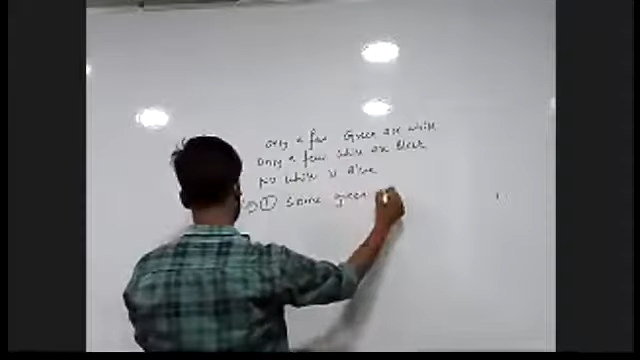 only a few Green are white
only a few white are Black
no white is Blue
① Some green